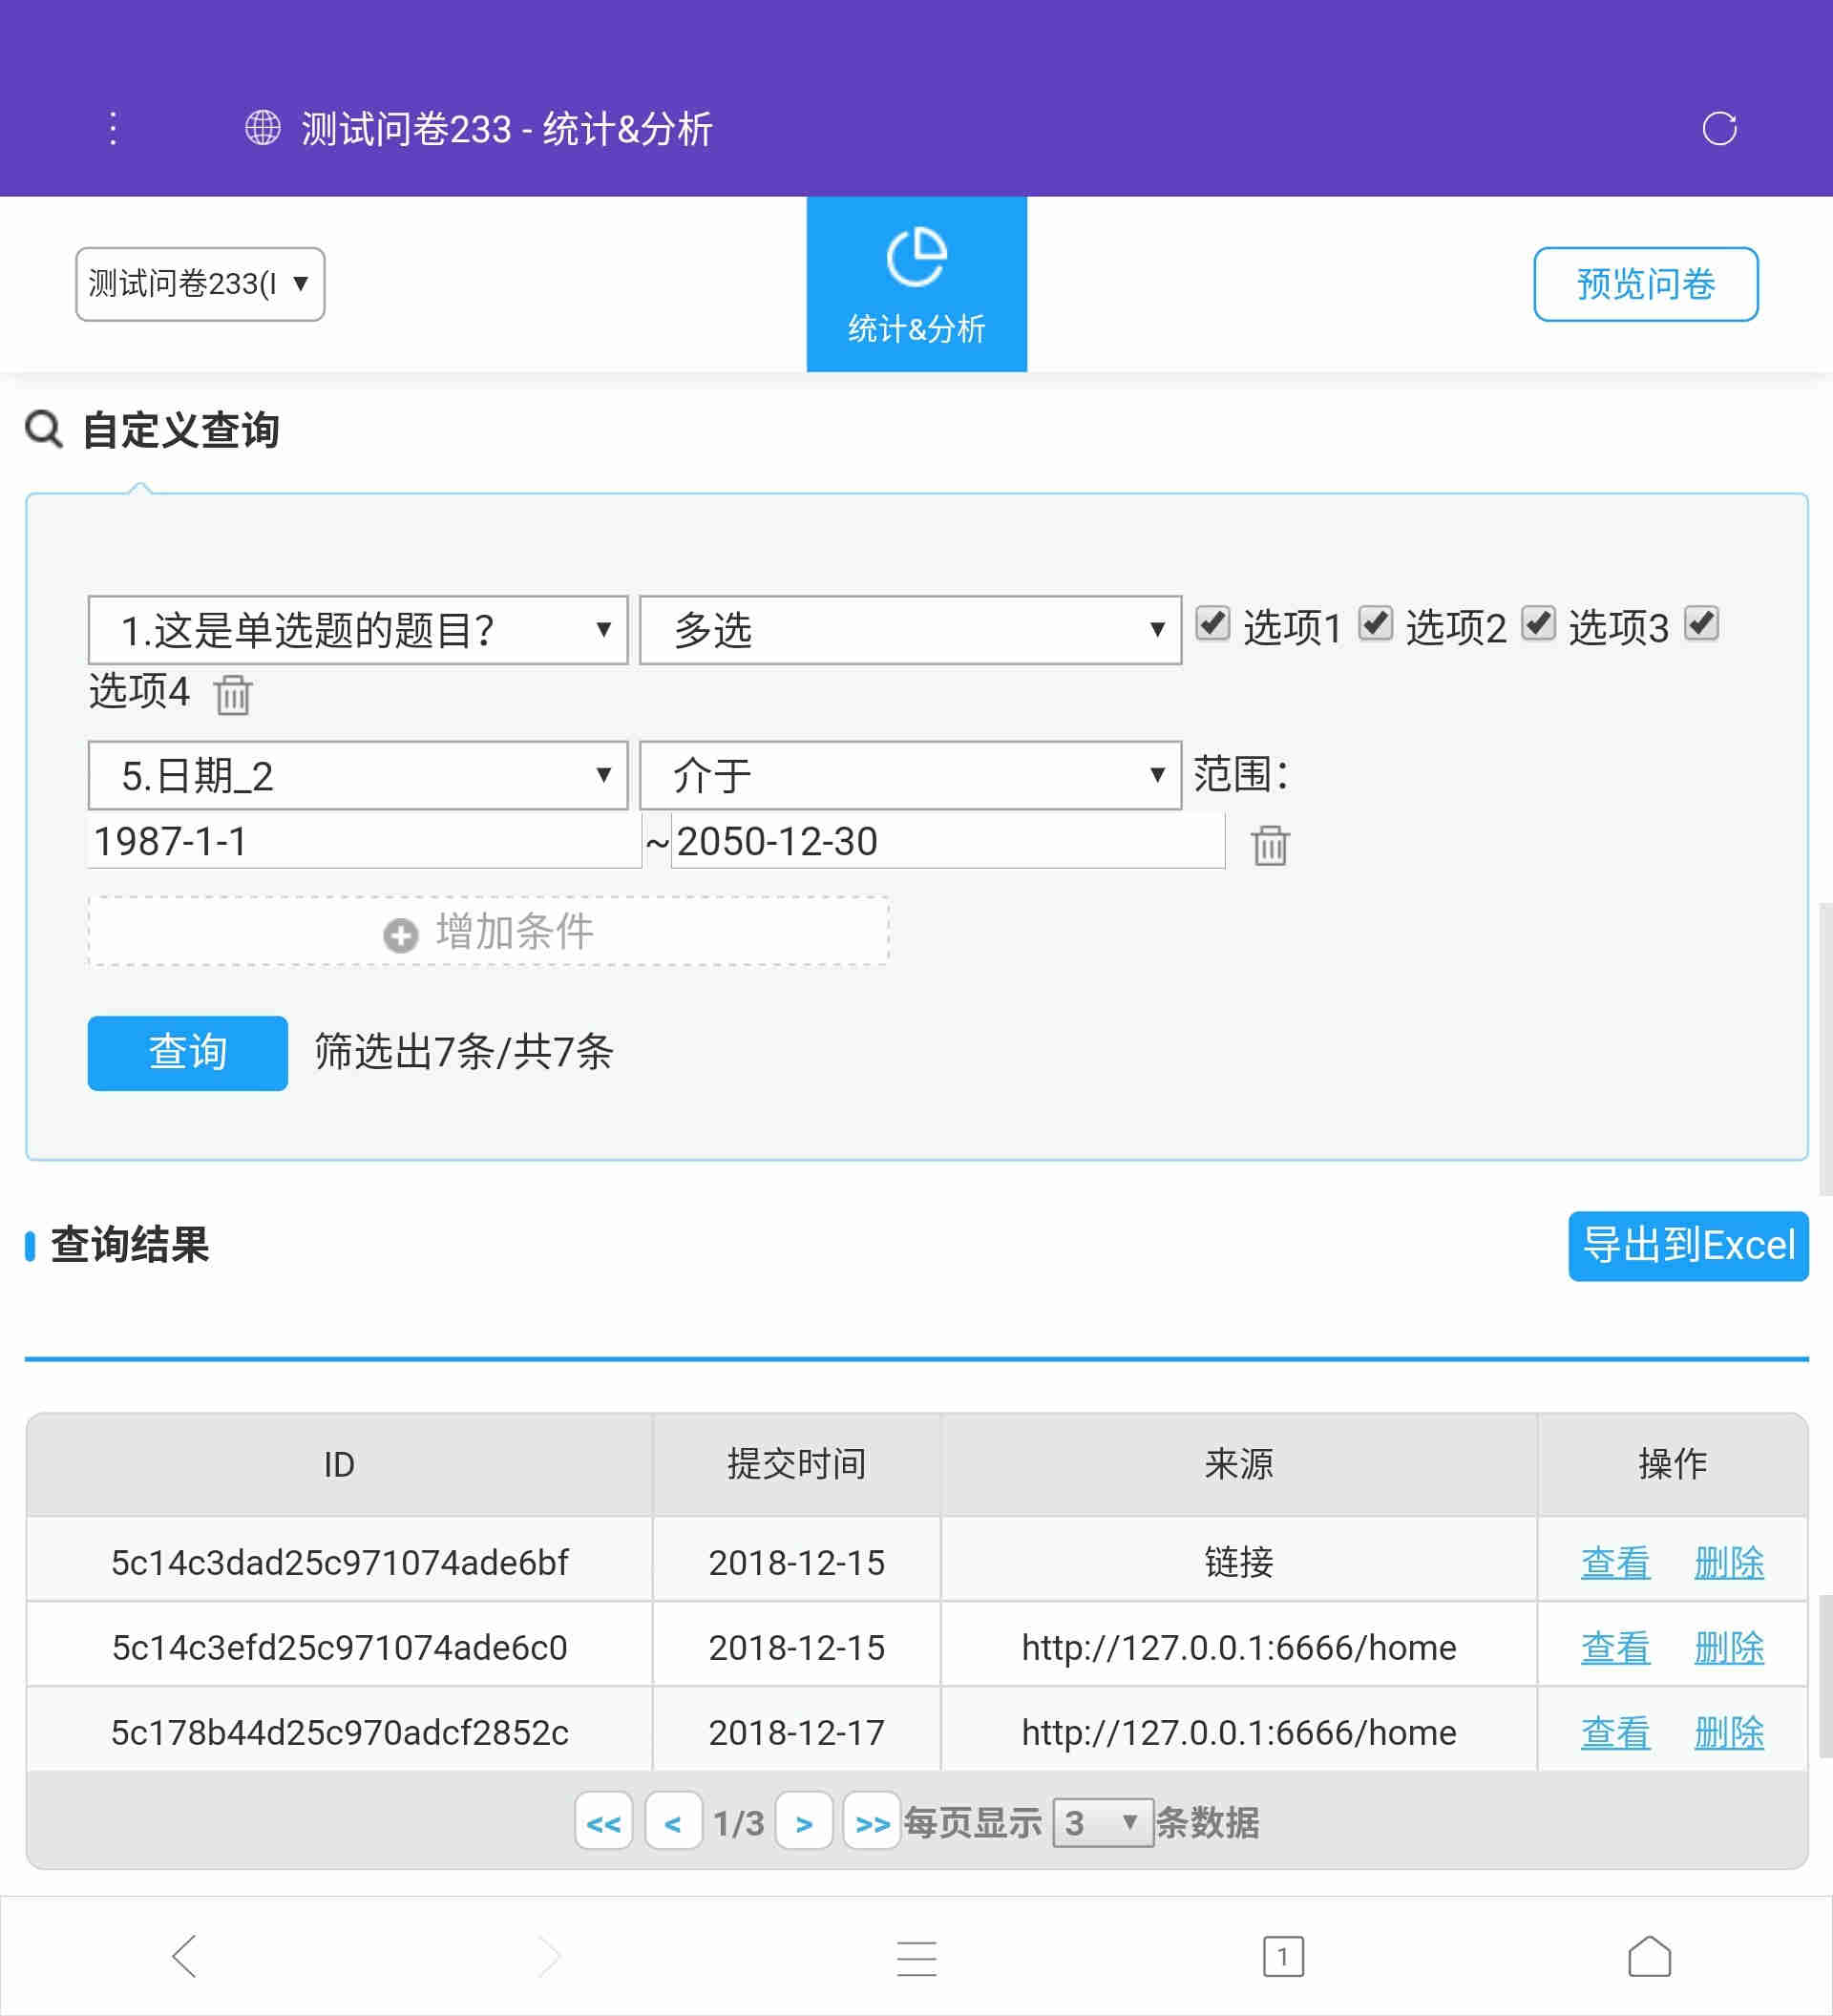 测试问卷233 - 统计&分析
测试问卷233(I
统计&分析
预览问卷
自定义查询
1.这是单选题的题目？ 多选 选项1 选项2 选项3
选项4
5.日期_2 介于 范围：
1987-1-1 ~ 2050-12-30
增加条件
查询 筛选出7条/共7条
查询结果 导出到Excel
ID 提交时间 来源 操作
5c14c3dad25c971074ade6bf 2018-12-15 链接 查看 删除
5c14c3efd25c971074ade6c0 2018-12-15 http://127.0.0.1:6666/home 查看 删除
5c178b44d25c970adcf2852c 2018-12-17 http://127.0.0.1:6666/home 查看 删除
<< < 1/3 > >> 每页显示 3 条数据
1